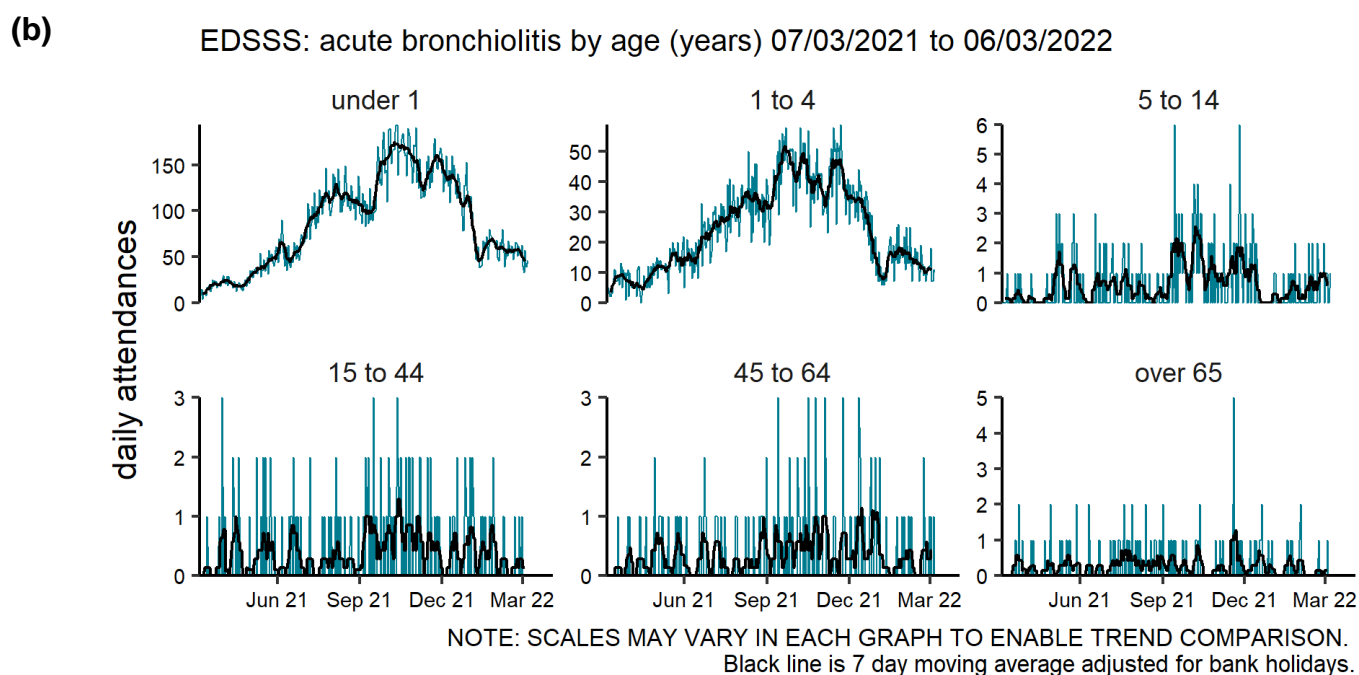 (b)
EDSSS: acute bronchiolitis by age (years) 07/03/2021 to 06/03/2022
daily attendances
under 1
150
100
50
0
1 to 4
50
40
30
20
10
0
5 to 14
6
5
4
3
2
1
0
15 to 44
3
2
1
0
Jun 21 Sep 21 Dec 21 Mar 22
45 to 64
3
2
1
0
Jun 21 Sep 21 Dec 21 Mar 22
over 65
5
4
3
2
1
0
Jun 21 Sep 21 Dec 21 Mar 22
NOTE: SCALES MAY VARY IN EACH GRAPH TO ENABLE TREND COMPARISON.
Black line is 7 day moving average adjusted for bank holidays.